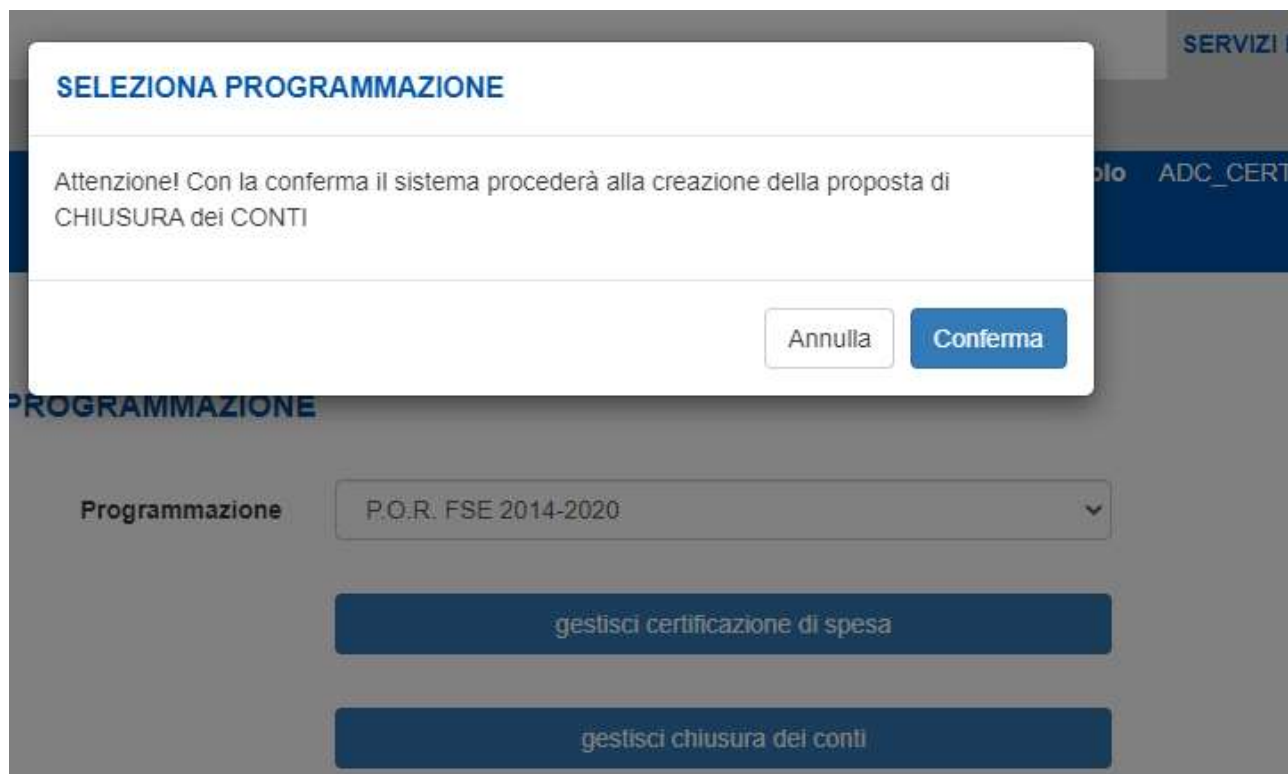 SERVIZI
SELEZIONA PROGRAMMAZIONE
Attenzione! Con la conferma il sistema procederà alla creazione della proposta di
CHIUSURA dei CONTI
ADC_CERT
Annulla Conferma
PROGRAMMAZIONE
Programmazione P.O.R. FSE 2014-2020
gestisci certificazione di spesa
gestisci chiusura dei conti